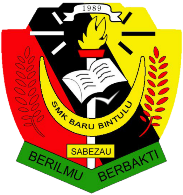 1989
SMK BARU BINTULU
SABEZAU
BERILMU BERBAKTI